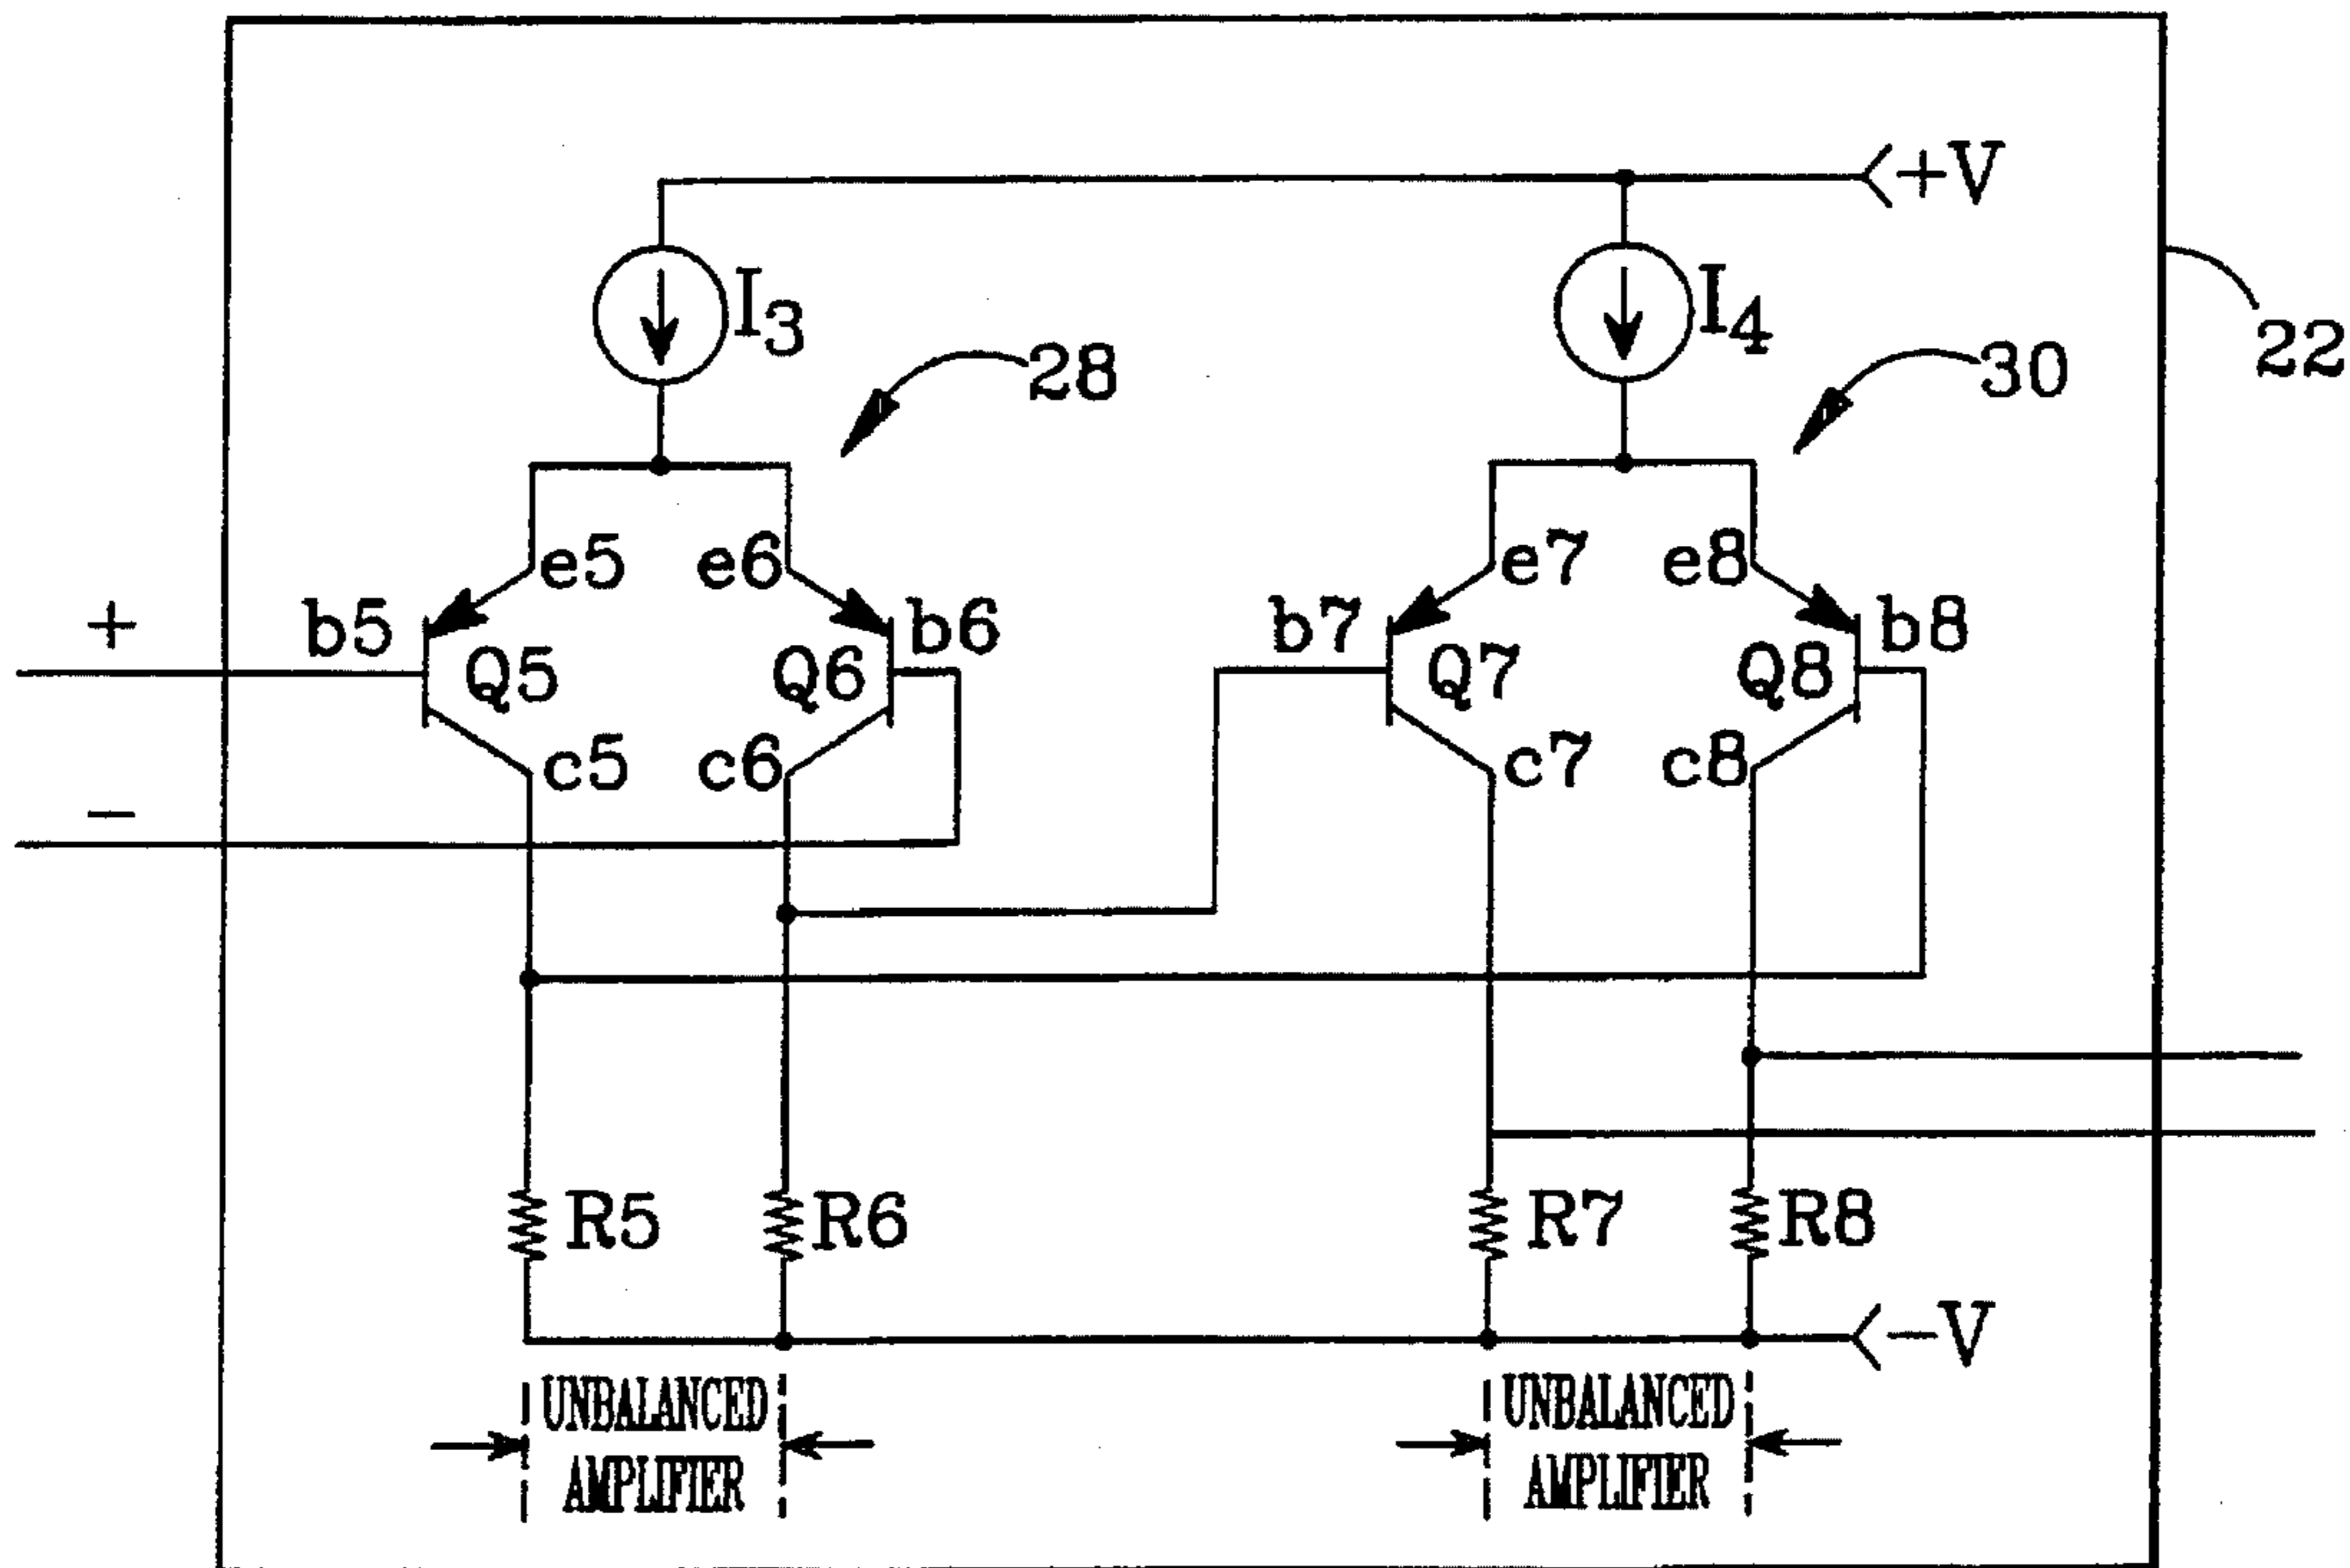 +V
I3
I4
22
28
30
e5
e6
e7
e8
+
b5
b6
b7
b8
Q5
Q6
Q7
Q8
c5
c6
c7
c8
−
R5
R6
R7
R8
−V
UNBALANCED
AMPLIFIER
UNBALANCED
AMPLIFIER